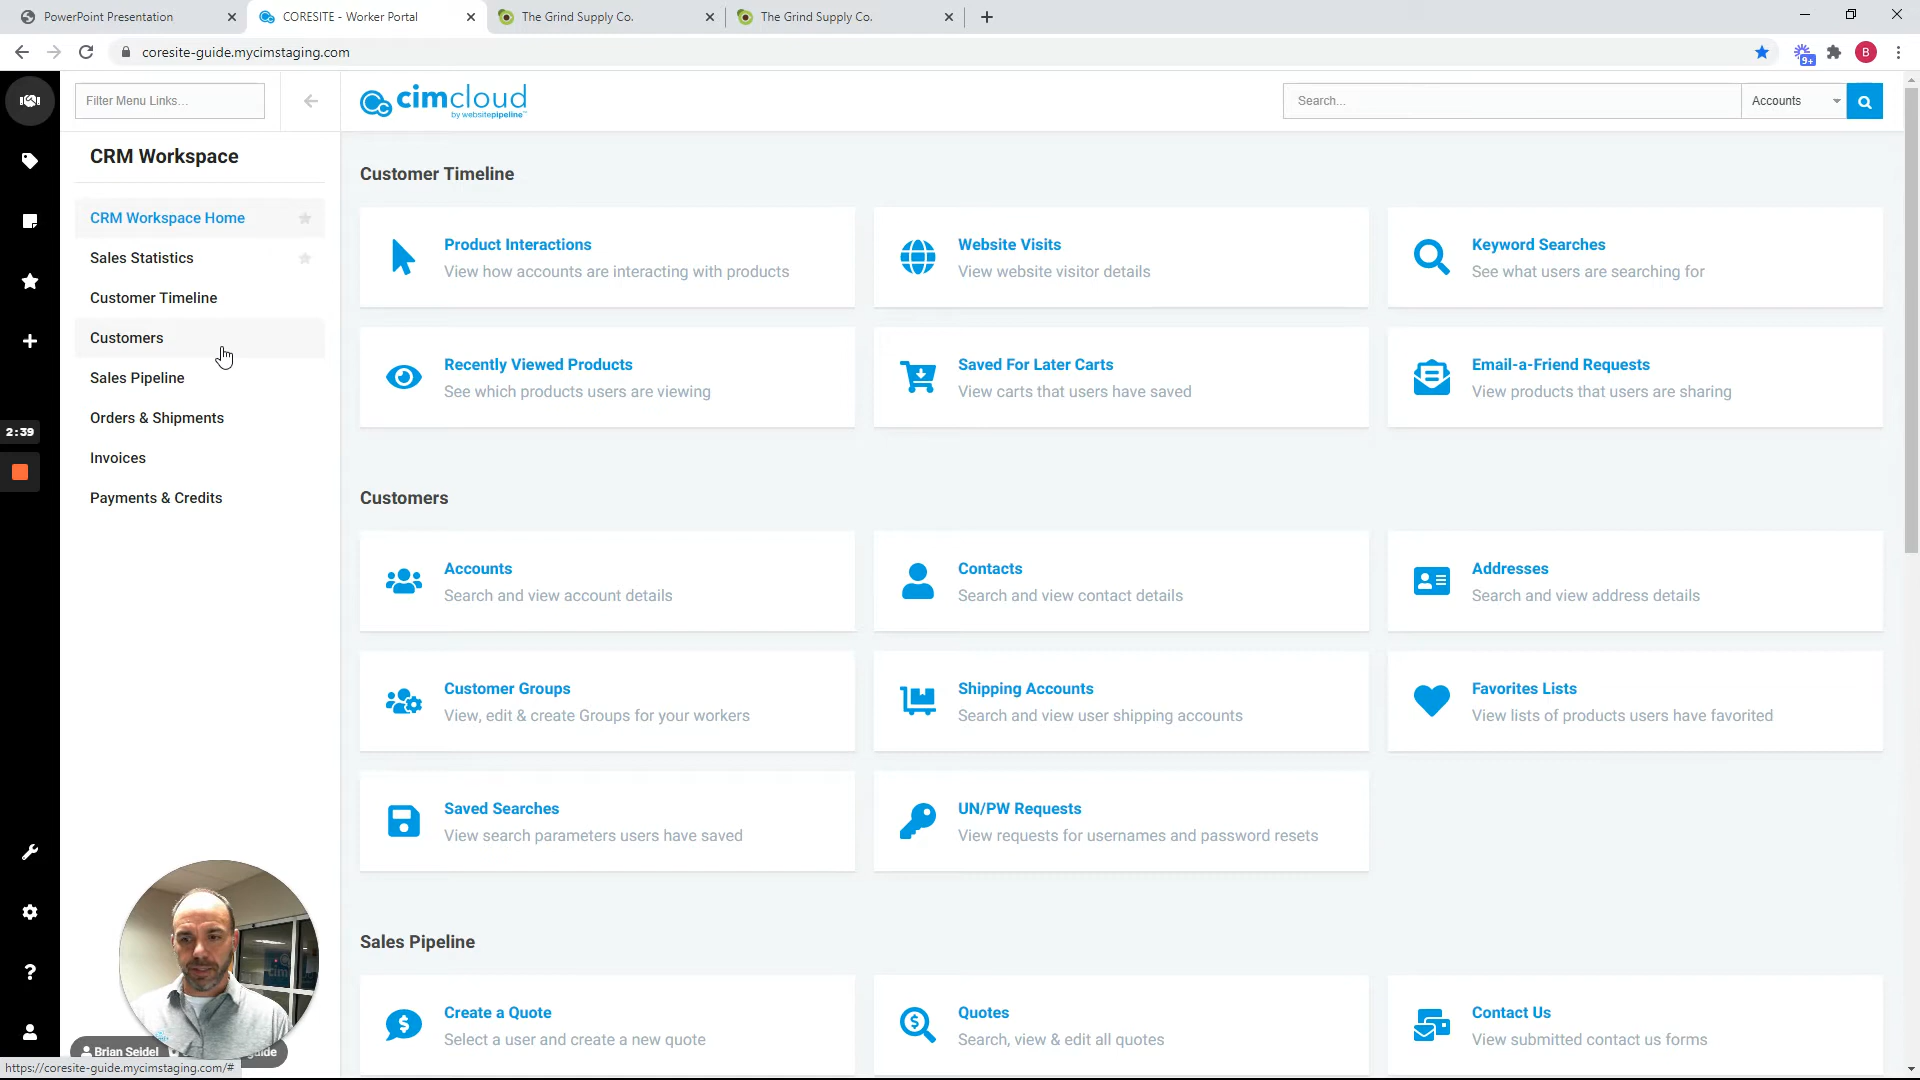 PowerPoint Presentation
CORESITE - Worker Portal
The Grind Supply Co.
The Grind Supply Co.
coresite-guide.mycimstaging.com
9+
B
Filter Menu Links...
cimcloud
by websitepipeline
Search...
Accounts
CRM Workspace
CRM Workspace Home
Sales Statistics
Customer Timeline
Customers
Sales Pipeline
Orders & Shipments
Invoices
Payments & Credits
2:39
Customer Timeline
Product Interactions
View how accounts are interacting with products
Website Visits
View website visitor details
Keyword Searches
See what users are searching for
Recently Viewed Products
See which products users are viewing
Saved For Later Carts
View carts that users have saved
Email-a-Friend Requests
View products that users are sharing
Customers
Accounts
Search and view account details
Contacts
Search and view contact details
Addresses
Search and view address details
Customer Groups
View, edit & create Groups for your workers
Shipping Accounts
Search and view user shipping accounts
Favorites Lists
View lists of products users have favorited
Saved Searches
View search parameters users have saved
UN/PW Requests
View requests for usernames and password resets
Sales Pipeline
Create a Quote
Select a user and create a new quote
Quotes
Search, view & edit all quotes
Contact Us
View submitted contact us forms
Brian Seidel
https://coresite-guide.mycimstaging.com/#